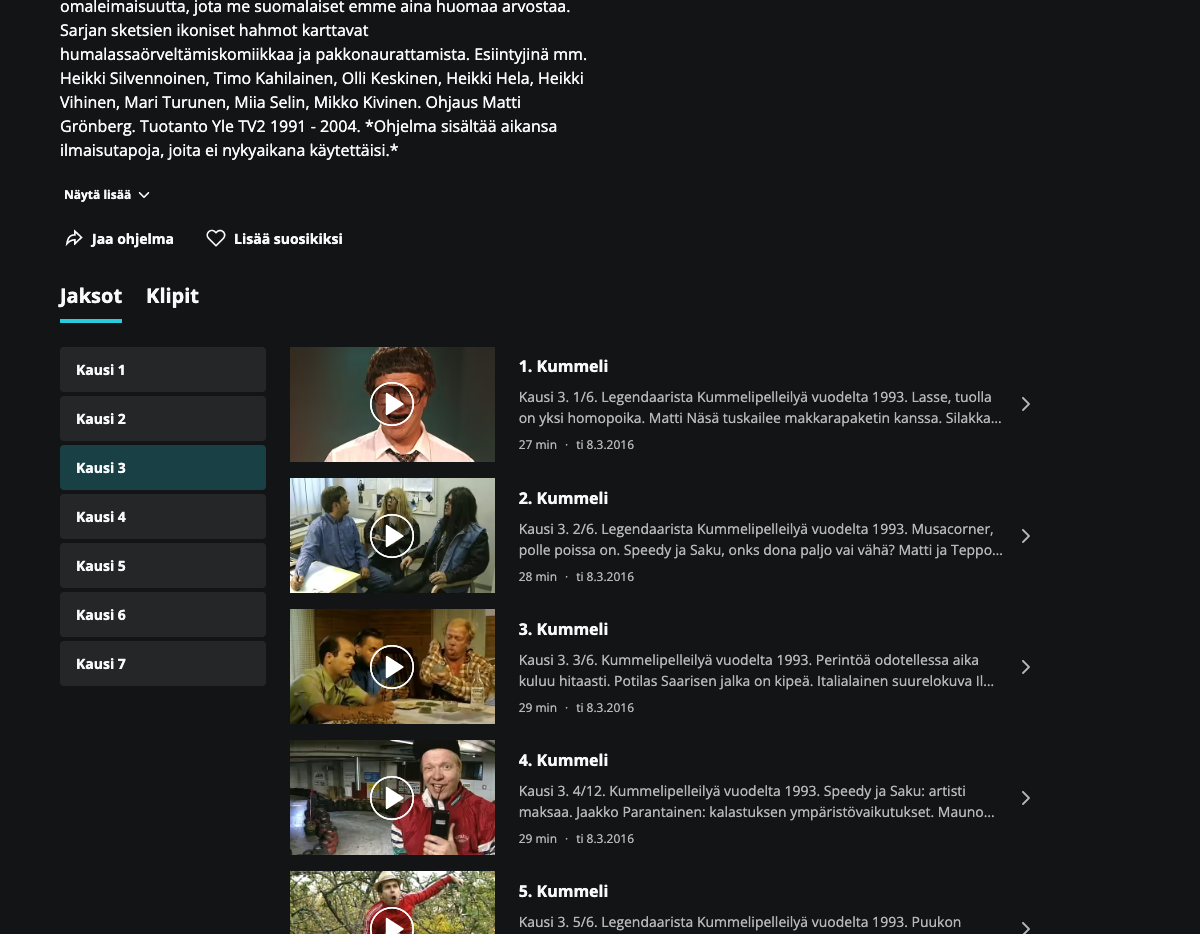 omaleimaisuutta, jota me suomalaiset emme aina huomaa arvostaa.
Sarjan sketsien ikoniset hahmot karttavat
humalassaörveltämiskomiikkaa ja pakkonaurattamista. Esiintyjinä mm.
Heikki Silvennoinen, Timo Kahilainen, Olli Keskinen, Heikki Hela, Heikki
Vihinen, Mari Turunen, Miia Selin, Mikko Kivinen. Ohjaus Matti
Grönberg. Tuotanto Yle TV2 1991 - 2004. *Ohjelma sisältää aikansa
ilmaisutapoja, joita ei nykyaikana käytettäisi.*
Näytä lisää
Jaa ohjelma
Lisää suosikiksi
Jaksot
Klipit
Kausi 1
Kausi 2
Kausi 3
Kausi 4
Kausi 5
Kausi 6
Kausi 7
1. Kummeli
Kausi 3. 1/6. Legendaarista Kummelipelleilyä vuodelta 1993. Lasse, tuolla
on yksi homopoika. Matti Näsä tuskailee makkarapaketin kanssa. Silakka...
27 min · ti 8.3.2016
2. Kummeli
Kausi 3. 2/6. Legendaarista Kummelipelleilyä vuodelta 1993. Musacorner,
polle poissa on. Speedy ja Saku, onks dona paljo vai vähä? Matti ja Teppo...
28 min · ti 8.3.2016
3. Kummeli
Kausi 3. 3/6. Kummelipelleilyä vuodelta 1993. Perintöä odotellessa aika
kuluu hitaasti. Potilas Saarisen jalka on kipeä. Italialainen suurelokuva Il...
29 min · ti 8.3.2016
4. Kummeli
Kausi 3. 4/12. Kummelipelleilyä vuodelta 1993. Speedy ja Saku: artisti
maksaa. Jaakko Parantainen: kalastuksen ympäristövaikutukset. Mauno...
29 min · ti 8.3.2016
5. Kummeli
Kausi 3. 5/6. Legendaarista Kummelipelleilyä vuodelta 1993. Puukon